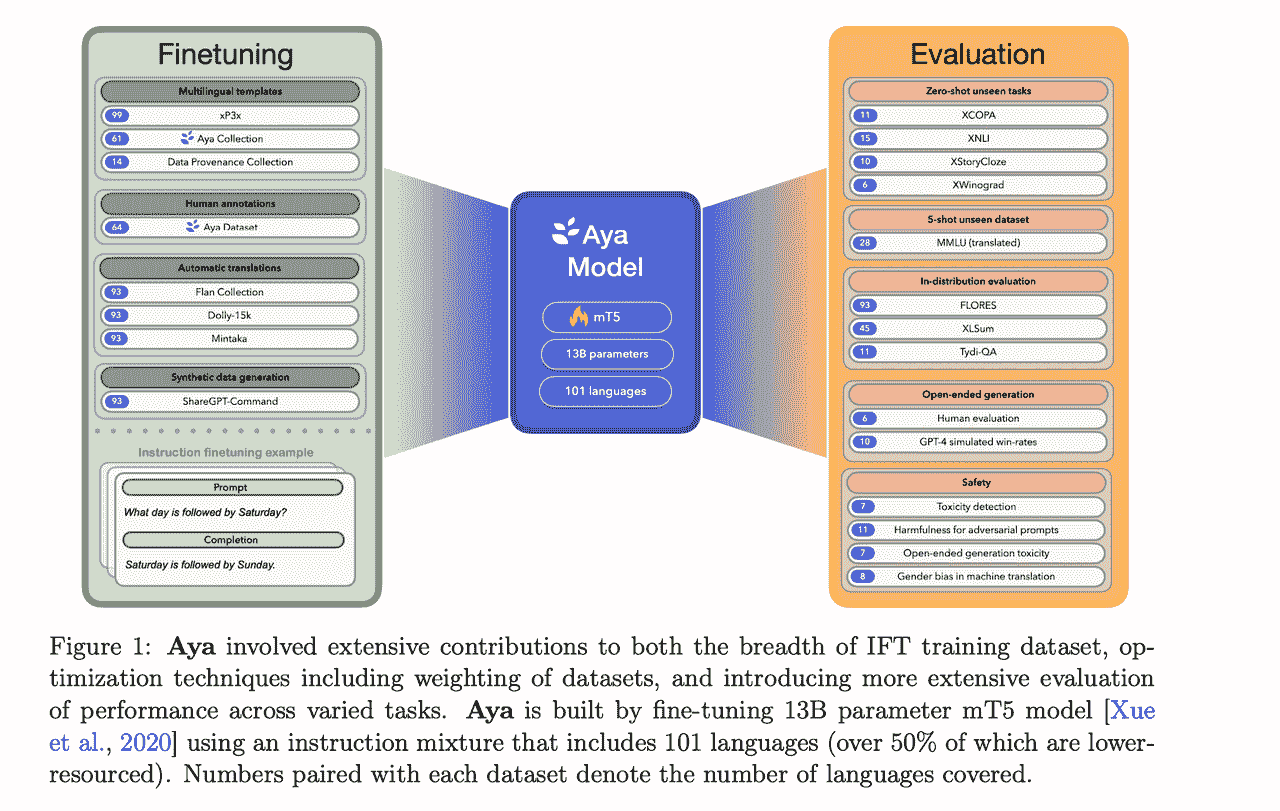 Finetuning
Multilingual templates
99 xP3x
61 Aya Collection
14 Data Provenance Collection
Human annotations
64 Aya Dataset
Automatic translations
93 Flan Collection
93 Dolly-15k
93 Mintaka
Synthetic data generation
93 ShareGPT-Command
Instruction finetuning example
Prompt
What day is followed by Saturday?
Completion
Saturday is followed by Sunday.
Aya
Model
mT5
13B parameters
101 languages
Evaluation
Zero-shot unseen tasks
11 XCOPA
15 XNLI
10 XStoryCloze
6 XWinograd
5-shot unseen dataset
28 MMLU (translated)
In-distribution evaluation
93 FLORES
45 XLSum
11 Tydi-QA
Open-ended generation
6 Human evaluation
10 GPT-4 simulated win-rates
Safety
7 Toxicity detection
11 Harmfulness for adversarial prompts
7 Open-ended generation toxicity
8 Gender bias in machine translation
Figure 1: Aya involved extensive contributions to both the breadth of IFT training dataset, op-
timization techniques including weighting of datasets, and introducing more extensive evaluation
of performance across varied tasks. Aya is built by fine-tuning 13B parameter mT5 model [Xue
et al., 2020] using an instruction mixture that includes 101 languages (over 50% of which are lower-
resourced). Numbers paired with each dataset denote the number of languages covered.